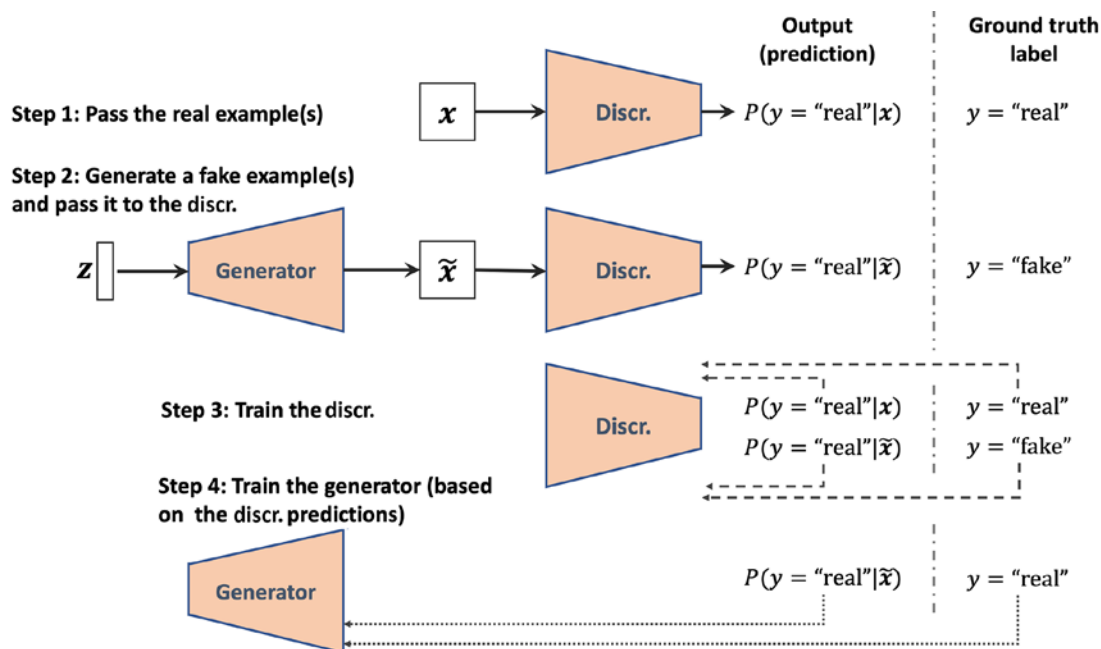 Output
(prediction)
Ground truth
label
Step 1: Pass the real example(s)
x
Discr.
P(y = “real”|x)
y = “real”
Step 2: Generate a fake example(s)
and pass it to the discr.
z
Generator
x̃
Discr.
P(y = “real”|x̃)
y = “fake”
Step 3: Train the discr.
Discr.
P(y = “real”|x)
y = “real”
P(y = “real”|x̃)
y = “fake”
Step 4: Train the generator (based
on the discr. predictions)
Generator
P(y = “real”|x̃)
y = “real”